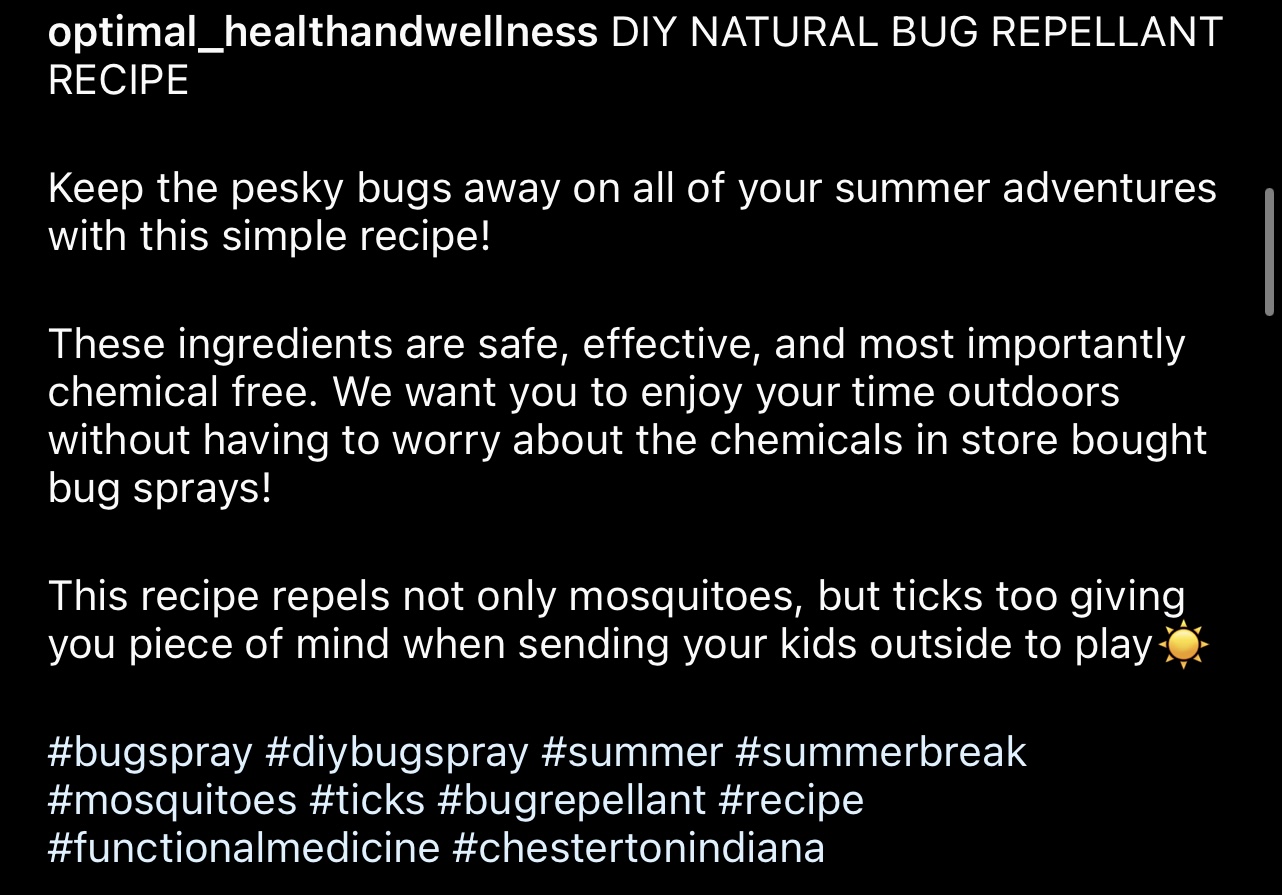 optimal_healthandwellness DIY NATURAL BUG REPELLANT
RECIPE
Keep the pesky bugs away on all of your summer adventures
with this simple recipe!
These ingredients are safe, effective, and most importantly
chemical free. We want you to enjoy your time outdoors
without having to worry about the chemicals in store bought
bug sprays!
This recipe repels not only mosquitoes, but ticks too giving
you piece of mind when sending your kids outside to play☀️
#bugspray #diybugspray #summer #summerbreak
#mosquitoes #ticks #bugrepellant #recipe
#functionalmedicine #chestertonindiana